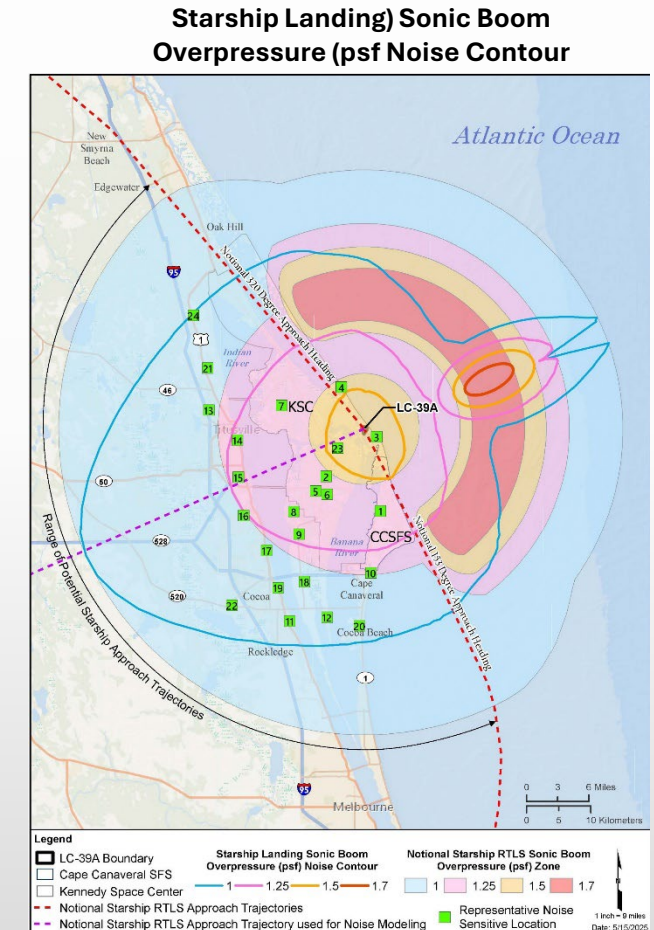 Starship Landing) Sonic Boom
Overpressure (psf Noise Contour
Atlantic Ocean
New
Smyrna
Beach
Edgewater
Oak Hill
95
Notional 320 Degree Approach Heading
24
1
Indian
River
21
46
4
7 KSC
LC-39A
13
Titusville
14
3
23
15
2
50
5
6
16
8
1
9
CCSFS
Banana
River
528
17
10
Cape
Canaveral
Notional 153 Degree Approach Heading
19
18
520
Cocoa
22
11
12
20
Cocoa Beach
Rockledge
Range of Potential Starship Approach Trajectories
1
95
Melbourne
0 3 6 Miles
0 5 10 Kilometers
Legend
LC-39A Boundary
Cape Canaveral SFS
Kennedy Space Center
Notional Starship RTLS Approach Trajectories
Notional Starship RTLS Approach Trajectory used for Noise Modeling
Starship Landing Sonic Boom
Overpressure (psf) Noise Contour
1 1.25 1.5 1.7
Notional Starship RTLS Sonic Boom
Overpressure (psf) Zone
1 1.25 1.5 1.7
Representative Noise
Sensitive Location
1 inch = 9 miles
Date: 5/15/2025